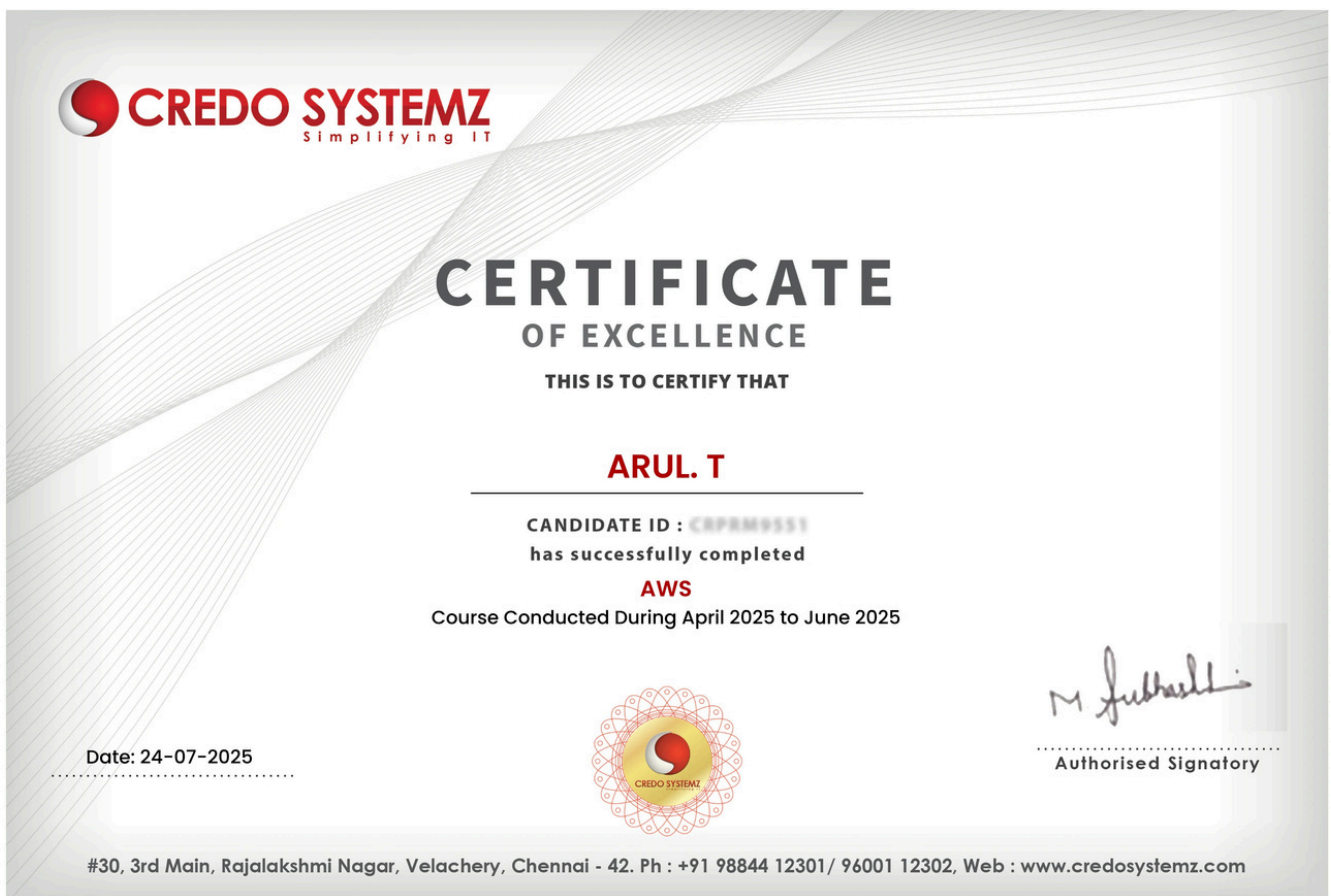 CREDO SYSTEMZ
Simplifying IT
CERTIFICATE
OF EXCELLENCE
THIS IS TO CERTIFY THAT
ARUL. T
CANDIDATE ID :
has successfully completed
AWS
Course Conducted During April 2025 to June 2025
Date: 24-07-2025
CREDO SYSTEMZ
Authorised Signatory
#30, 3rd Main, Rajalakshmi Nagar, Velachery, Chennai - 42. Ph : +91 98844 12301/ 96001 12302, Web : www.credosystemz.com